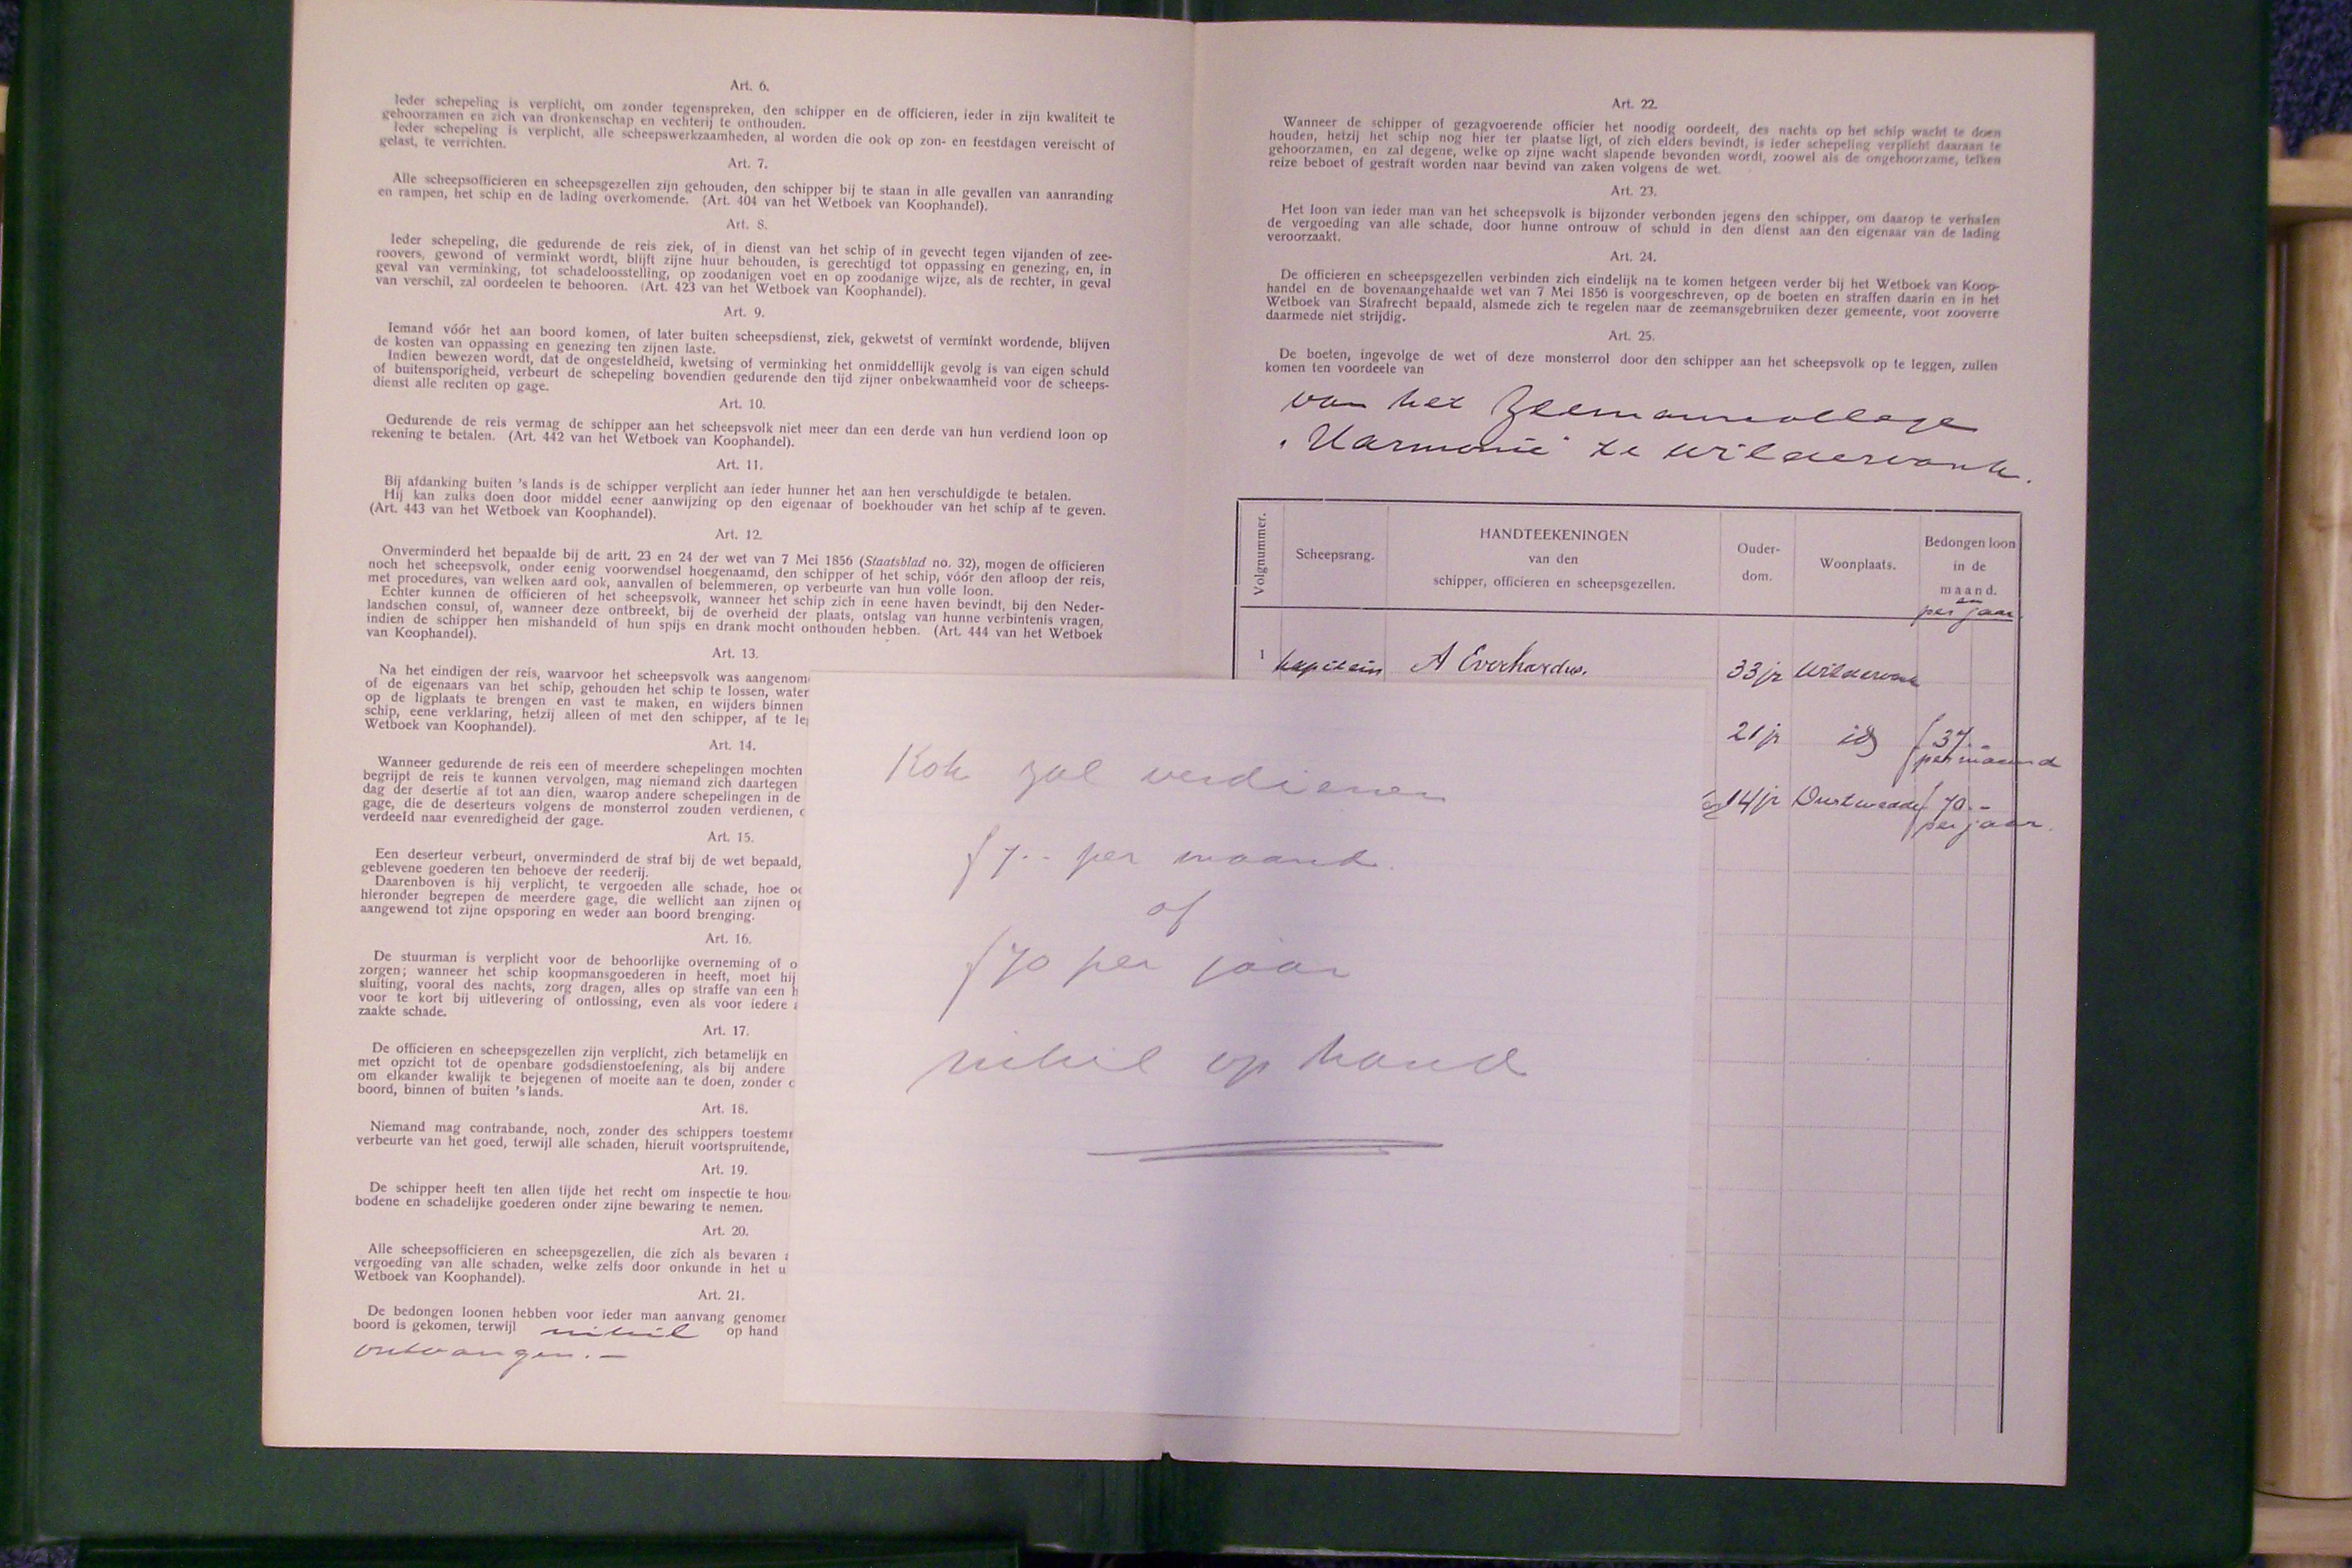 Art. 6.
Ieder schepeling is verplicht, om zonder tegenspreken, den schipper en de officieren, ieder in zijn kwaliteit te
gehoorzamen en zich van dronkenschap en vechterij te onthouden.
Ieder schepeling is verplicht, alle scheepswerkzaamheden, al worden die ook op zon- en feestdagen vereischt of
gelast, te verrichten.
Art. 7.
Alle scheepsofficieren en scheepsgezellen zijn gehouden, den schipper bij te staan in alle gevallen van aanranding
en rampen, het schip en de lading overkomende. (Art. 404 van het Wetboek van Koophandel).
Art. 8.
Ieder schepeling, die gedurende de reis ziek, of in dienst van het schip of in gevecht tegen vijanden of zee-
roovers, gewond of verminkt wordt, blijft zijne huur behouden, is gerechtigd tot oppassing en genezing, en, in
geval van verminking, tot schadeloosstelling, op zoodanigen voet en op zoodanige wijze, als de rechter, in geval
van verschil, zal oordeelen te behooren. (Art. 423 van het Wetboek van Koophandel).
Art. 9.
Iemand vóór het aan boord komen, of later buiten scheepsdienst, ziek, gekwetst of verminkt wordende, blijven
de kosten van oppassing en genezing ten zijnen laste.
Indien bewezen wordt, dat de ongesteldheid, kwetsing of verminking het onmiddellijk gevolg is van eigen schuld
of buitensporigheid, verbeurt de schepeling bovendien gedurende den tijd zijner onbekwaamheid voor de scheeps-
dienst alle rechten op gage.
Art. 10.
Gedurende de reis vermag de schipper aan het scheepsvolk niet meer dan een derde van hun verdiend loon op
rekening te betalen. (Art. 442 van het Wetboek van Koophandel).
Art. 11.
Bij afdanking buiten 's lands is de schipper verplicht aan ieder hunner het aan hen verschuldigde te betalen.
Hij kan zulks doen door middel eener aanwijzing op den eigenaar of boekhouder van het schip af te geven.
(Art. 443 van het Wetboek van Koophandel).
Art. 12.
Onverminderd het bepaalde bij de artt. 23 en 24 der wet van 7 Mei 1856 (Staatsblad no. 32), mogen de officieren
noch het scheepsvolk, onder eenig voorwendsel hoegenaamd, den schipper of het schip, vóór den afloop der reis,
met procedures, van welken aard ook, aanvallen of belemmeren, op verbeurte van hun volle loon.
Echter kunnen de officieren of het scheepsvolk, wanneer het schip zich in eene haven bevindt, bij den Neder-
landschen consul, of, wanneer deze ontbreekt, bij de overheid der plaats, ontslag van hunne verbintenis vragen,
indien de schipper hen mishandeld of hun spijs en drank mocht onthouden hebben. (Art. 444 van het Wetboek
van Koophandel).
Art. 13.
Na het eindigen der reis, waarvoor het scheepsvolk was aangenom
of de eigenaars van het schip, gehouden het schip te lossen, water
op de ligplaats te brengen en vast te maken, en wijders binnen
schip, eene verklaring, hetzij alleen of met den schipper, af te le
Wetboek van Koophandel).
Art. 14.
Wanneer gedurende de reis een of meerdere schepelingen mochten
begrijpt de reis te kunnen vervolgen, mag niemand zich daartegen
dag der desertie af tot aan dien, waarop andere schepelingen in de
gage, die de deserteurs volgens de monsterrol zouden verdienen,
verdeeld naar evenredigheid der gage.
Art. 15.
Een deserteur verbeurt, onverminderd de straf bij de wet bepaald,
geblevene goederen ten behoeve der reederij.
Daarenboven is hij verplicht, te vergoeden alle schade, hoe
hieronder begrepen de meerdere gage, die wellicht aan zijnen
aangewend tot zijne opsporing en weder aan boord brenging.
Art. 16.
De stuurman is verplicht voor de behoorlijke overneming of
zorgen; wanneer het schip koopmansgoederen in heeft, moet hij
sluiting, vooral des nachts, zorg dragen, alles op straffe van een
voor te kort bij uitlevering of ontlossing, even als voor iedere
zaakte schade.
Art. 17.
De officieren en scheepsgezellen zijn verplicht, zich betamelijk en
met opzicht tot de openbare godsdienstoefening, als bij andere
om elkander kwalijk te bejegenen of moeite aan te doen, zonder
boord, binnen of buiten 's lands.
Art. 18.
Niemand mag contrabande, noch, zonder des schippers toestem
verbeurte van het goed, terwijl alle schaden, hieruit voortspruitende,
Art. 19.
De schipper heeft ten allen tijde het recht om inspectie te hou
bodene en schadelijke goederen onder zijne bewaring te nemen.
Art. 20.
Alle scheepsofficieren en scheepsgezellen, die zich als bevaren
vergoeding van alle schaden, welke zelfs door onkunde in het u
Wetboek van Koophandel).
Art. 21.
De bedongen loonen hebben voor ieder man aanvang genomen
boord is gekomen, terwijl nihil op hand
ontvangen.—
Kok zal verdienen
f 7.- per maand.
of
f 70 per jaar
nihil op hand
Art. 22.
Wanneer de schipper of gezagvoerende officier het noodig oordeelt, des nachts op het schip wacht te doen
houden, hetzij het schip nog hier ter plaatse ligt, of zich elders bevindt, is ieder schepeling verplicht daaraan te
gehoorzamen, en zal degene, welke op zijne wacht slapende bevonden wordt, zoowel als de ongehoorzame, telken
reize beboet of gestraft worden naar bevind van zaken volgens de wet.
Art. 23.
Het loon van ieder man van het scheepsvolk is bijzonder verbonden jegens den schipper, om daarop te verhalen
de vergoeding van alle schade, door hunne ontrouw of schuld in den dienst aan den eigenaar van de lading
veroorzaakt.
Art. 24.
De officieren en scheepsgezellen verbinden zich eindelijk na te komen hetgeen verder bij het Wetboek van Koop-
handel en de bovenaangehaalde wet van 7 Mei 1856 is voorgeschreven, op de boeten en straffen daarin en in het
Wetboek van Strafrecht bepaald, alsmede zich te regelen naar de zeemansgebruiken dezer gemeente, voor zooverre
daarmede niet strijdig.
Art. 25.
De boeten, ingevolge de wet of deze monsterrol door den schipper aan het scheepsvolk op te leggen, zullen
komen ten voordeele van
van het Zeemanscollege
„Harmonie" te Wildervank.
Volgnummer. Scheepsrang. HANDTEEKENINGEN van den schipper, officieren en scheepsgezellen. Ouder-dom. Woonplaats. Bedongen loon in de maand. en per jaar
1 kapitein A Everhardus. 33 jr Wildervank
21 jr id f 37.- per maand
14 jr Onstwedde f 70.- per jaar.